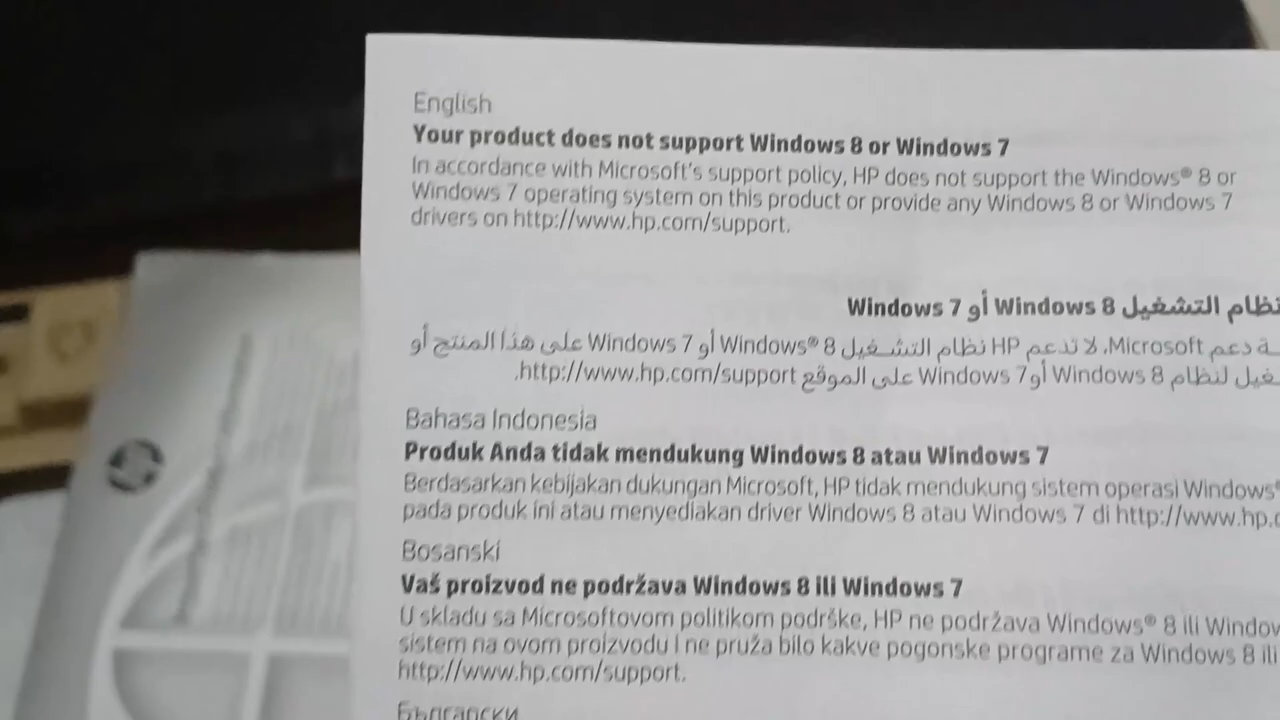 English
Your product does not support Windows 8 or Windows 7
In accordance with Microsoft's support policy, HP does not support the Windows® 8 or
Windows 7 operating system on this product or provide any Windows 8 or Windows 7
drivers on http://www.hp.com/support.
نظام التشغيل Windows 8 أو Windows 7
دعم Microsoft، لا تدعم HP نظام التشغيل Windows® 8 أو Windows 7 على هذا المنتج أو
لنظام Windows 8 أو Windows 7 على الموقع http://www.hp.com/support.
Bahasa Indonesia
Produk Anda tidak mendukung Windows 8 atau Windows 7
Berdasarkan kebijakan dukungan Microsoft, HP tidak mendukung sistem operasi Windows®
pada produk ini atau menyediakan driver Windows 8 atau Windows 7 di http://www.hp.
Bosanski
Vaš proizvod ne podržava Windows 8 ili Windows 7
U skladu sa Microsoftovom politikom podrške, HP ne podržava Windows® 8 ili Window
sistem na ovom proizvodu I ne pruža bilo kakve pogonske programe za Windows 8 ili
http://www.hp.com/support.
Български